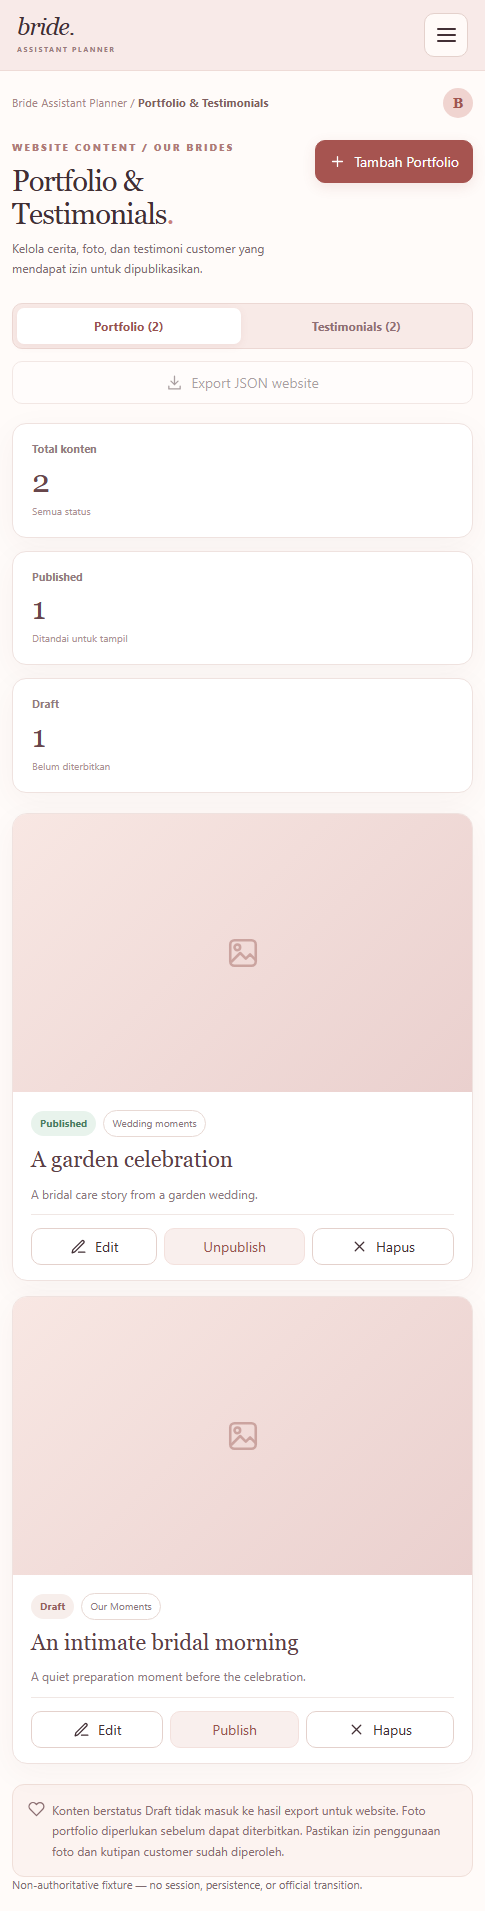 bride.
ASSISTANT PLANNER
Bride Assistant Planner / Portfolio & Testimonials
B
WEBSITE CONTENT / OUR BRIDES
Tambah Portfolio
Portfolio &
Testimonials.
Kelola cerita, foto, dan testimoni customer yang
mendapat izin untuk dipublikasikan.
Portfolio (2)
Testimonials (2)
Export JSON website
Total konten
2
Semua status
Published
1
Ditandai untuk tampil
Draft
1
Belum diterbitkan
Published
Wedding moments
A garden celebration
A bridal care story from a garden wedding.
Edit
Unpublish
Hapus
Draft
Our Moments
An intimate bridal morning
A quiet preparation moment before the celebration.
Edit
Publish
Hapus
Konten berstatus Draft tidak masuk ke hasil export untuk website. Foto
portfolio diperlukan sebelum dapat diterbitkan. Pastikan izin penggunaan
foto dan kutipan customer sudah diperoleh.
Non-authoritative fixture — no session, persistence, or official transition.